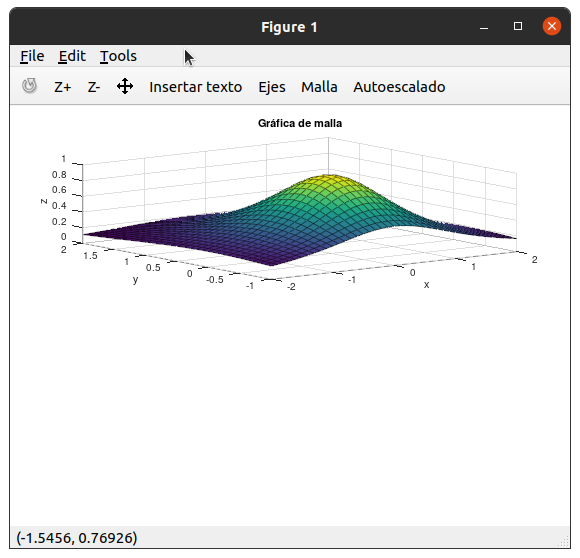 Figure 1
File Edit Tools
Z+ Z- Insertar texto Ejes Malla Autoescalado
Gráfica de malla
1
0.8
0.6
0.4
0.2
0
z
2
1.5
1
0.5
0
-0.5
-1
y
-2
-1
0
1
2
x
(-1.5456, 0.76926)